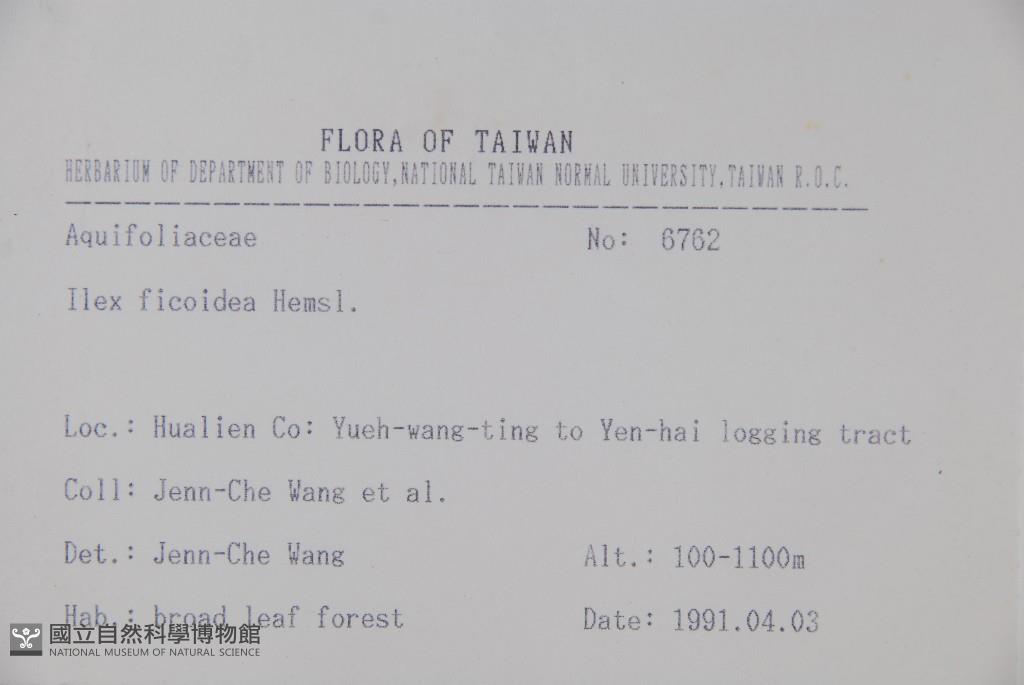 FLORA OF TAIWAN
HERBARIUM OF DEPARTMENT OF BIOLOGY,NATIONAL TAIWAN NORMAL UNIVERSITY,TAIWAN R.O.C.
Aquifoliaceae No: 6762
Ilex ficoidea Hemsl.
Loc.: Hualien Co: Yueh-wang-ting to Yen-hai logging tract
Coll: Jenn-Che Wang et al.
Det.: Jenn-Che Wang Alt.: 100-1100m
Hab.: broad leaf forest Date: 1991.04.03
國立自然科學博物館
NATIONAL MUSEUM OF NATURAL SCIENCE